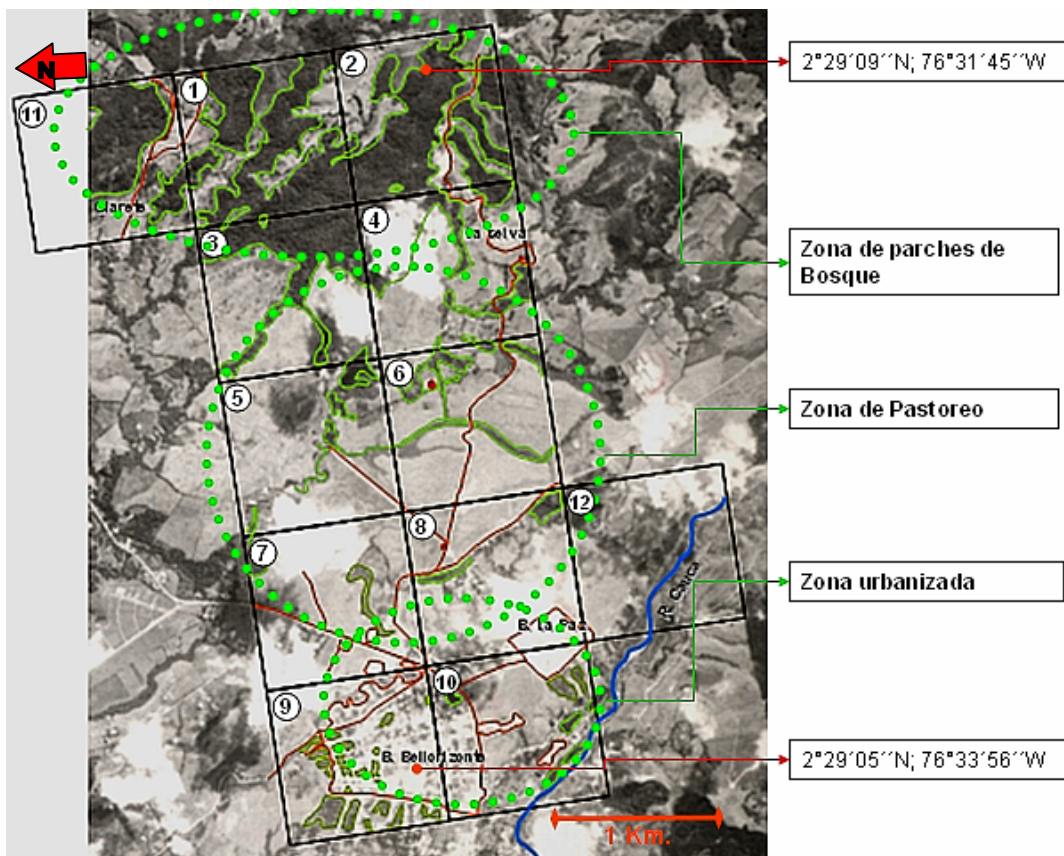 N
11
1
2
2°29´09´´N; 76°31´45´´W
Clarete
3
4
La Selva
Zona de parches de
Bosque
5
6
Zona de Pastoreo
7
8
12
R. Cauca
Zona urbanizada
B. La Paz
9
10
B. Bellorizonte
2°29´05´´N; 76°33´56´´W
1 Km.